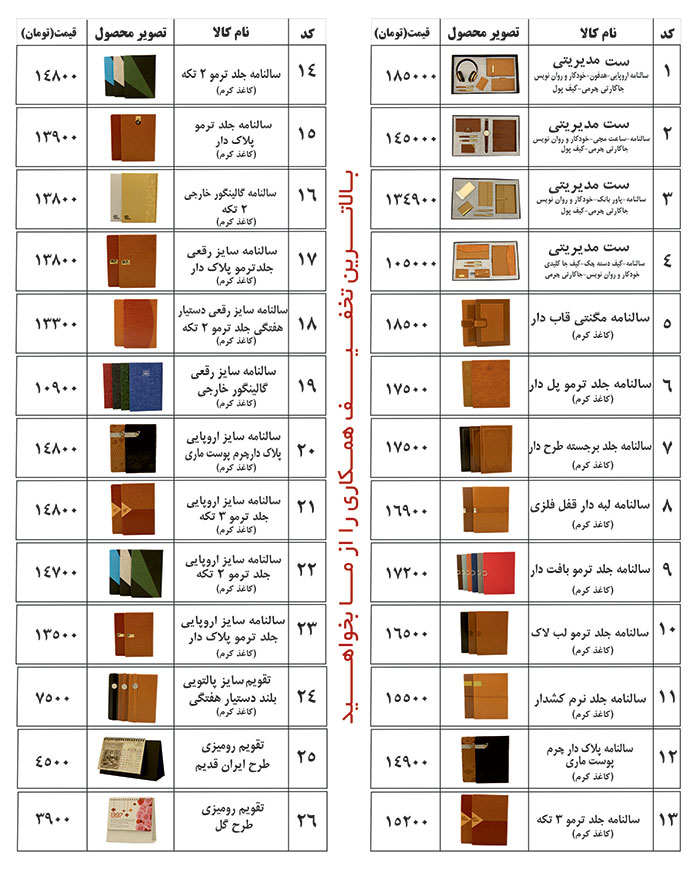 کد نام کالا تصویر محصول قیمت(تومان)
۱ ست مدیریتی ۱۸۵۰۰۰
سالنامه اروپایی-هدفون-خودکار و روان نویس
جاکارتی چرمی-کیف پول
۲ ست مدیریتی ۱۴۵۰۰۰
سالنامه-ساعت مچی-خودکار و روان نویس
جاکارتی چرمی-کیف پول
۳ ست مدیریتی ۱۳۴۹۰۰
سالنامه-پاور بانک-خودکار و روان نویس
جاکارتی چرمی-کیف پول
۴ ست مدیریتی ۱۰۵۰۰۰
سالنامه-کیف دسته چک-کیف جا کلیدی
خودکار و روان نویس-جاکارتی چرمی
۵ سالنامه مگنتی قاب دار ۱۸۵۰۰
(کاغذ کرم)
۶ سالنامه جلد ترمو پل دار ۱۷۵۰۰
(کاغذ کرم)
۷ سالنامه جلد برجسته طرح دار ۱۷۵۰۰
(کاغذ کرم)
۸ سالنامه لبه دار قفل فلزی ۱۶۹۰۰
(کاغذ کرم)
۹ سالنامه جلد ترمو بافت دار ۱۷۲۰۰
(کاغذ کرم)
۱۰ سالنامه جلد ترمو لب لاک ۱۶۵۰۰
(کاغذ کرم)
۱۱ سالنامه جلد نرم کشدار ۱۵۵۰۰
(کاغذ کرم)
۱۲ سالنامه پلاک دار چرم ۱۴۹۰۰
پوست ماری
(کاغذ کرم)
۱۳ سالنامه جلد ترمو ۳ تکه ۱۵۲۰۰
(کاغذ کرم)
بالاترین تخفیف همکاری را از ما بخواهید
کد نام کالا تصویر محصول قیمت(تومان)
۱۴ سالنامه جلد ترمو ۲ تکه ۱۴۸۰۰
(کاغذ کرم)
۱۵ سالنامه جلد ترمو ۱۳۹۰۰
پلاک دار
(کاغذ کرم)
۱۶ سالنامه گالینگور خارجی ۱۳۸۰۰
۲ تکه
(کاغذ کرم)
۱۷ سالنامه سایز رقعی ۱۳۸۰۰
جلدترمو پلاک دار
(کاغذ کرم)
۱۸ سالنامه سایز رقعی دستیار ۱۳۳۰۰
هفتگی جلد ترمو ۲ تکه
(کاغذ کرم)
۱۹ سالنامه سایز رقعی ۱۰۹۰۰
گالینگور خارجی
(کاغذ کرم)
۲۰ سالنامه سایز اروپایی ۱۴۸۰۰
پلاک دارچرم پوست ماری
(کاغذ کرم)
۲۱ سالنامه سایز اروپایی ۱۴۸۰۰
جلد ترمو ۳ تکه
(کاغذ کرم)
۲۲ سالنامه سایز اروپایی ۱۴۷۰۰
جلد ترمو ۲ تکه
(کاغذ کرم)
۲۳ سالنامه سایز اروپایی ۱۳۵۰۰
جلد ترمو پلاک دار
(کاغذ کرم)
۲۴ تقویم سایز پالتویی ۷۵۰۰
بلند دستیار هفتگی
(کاغذ کرم)
۲۵ تقویم رومیزی ۴۵۰۰
طرح ایران قدیم
۲۶ تقویم رومیزی ۳۹۰۰
طرح گل